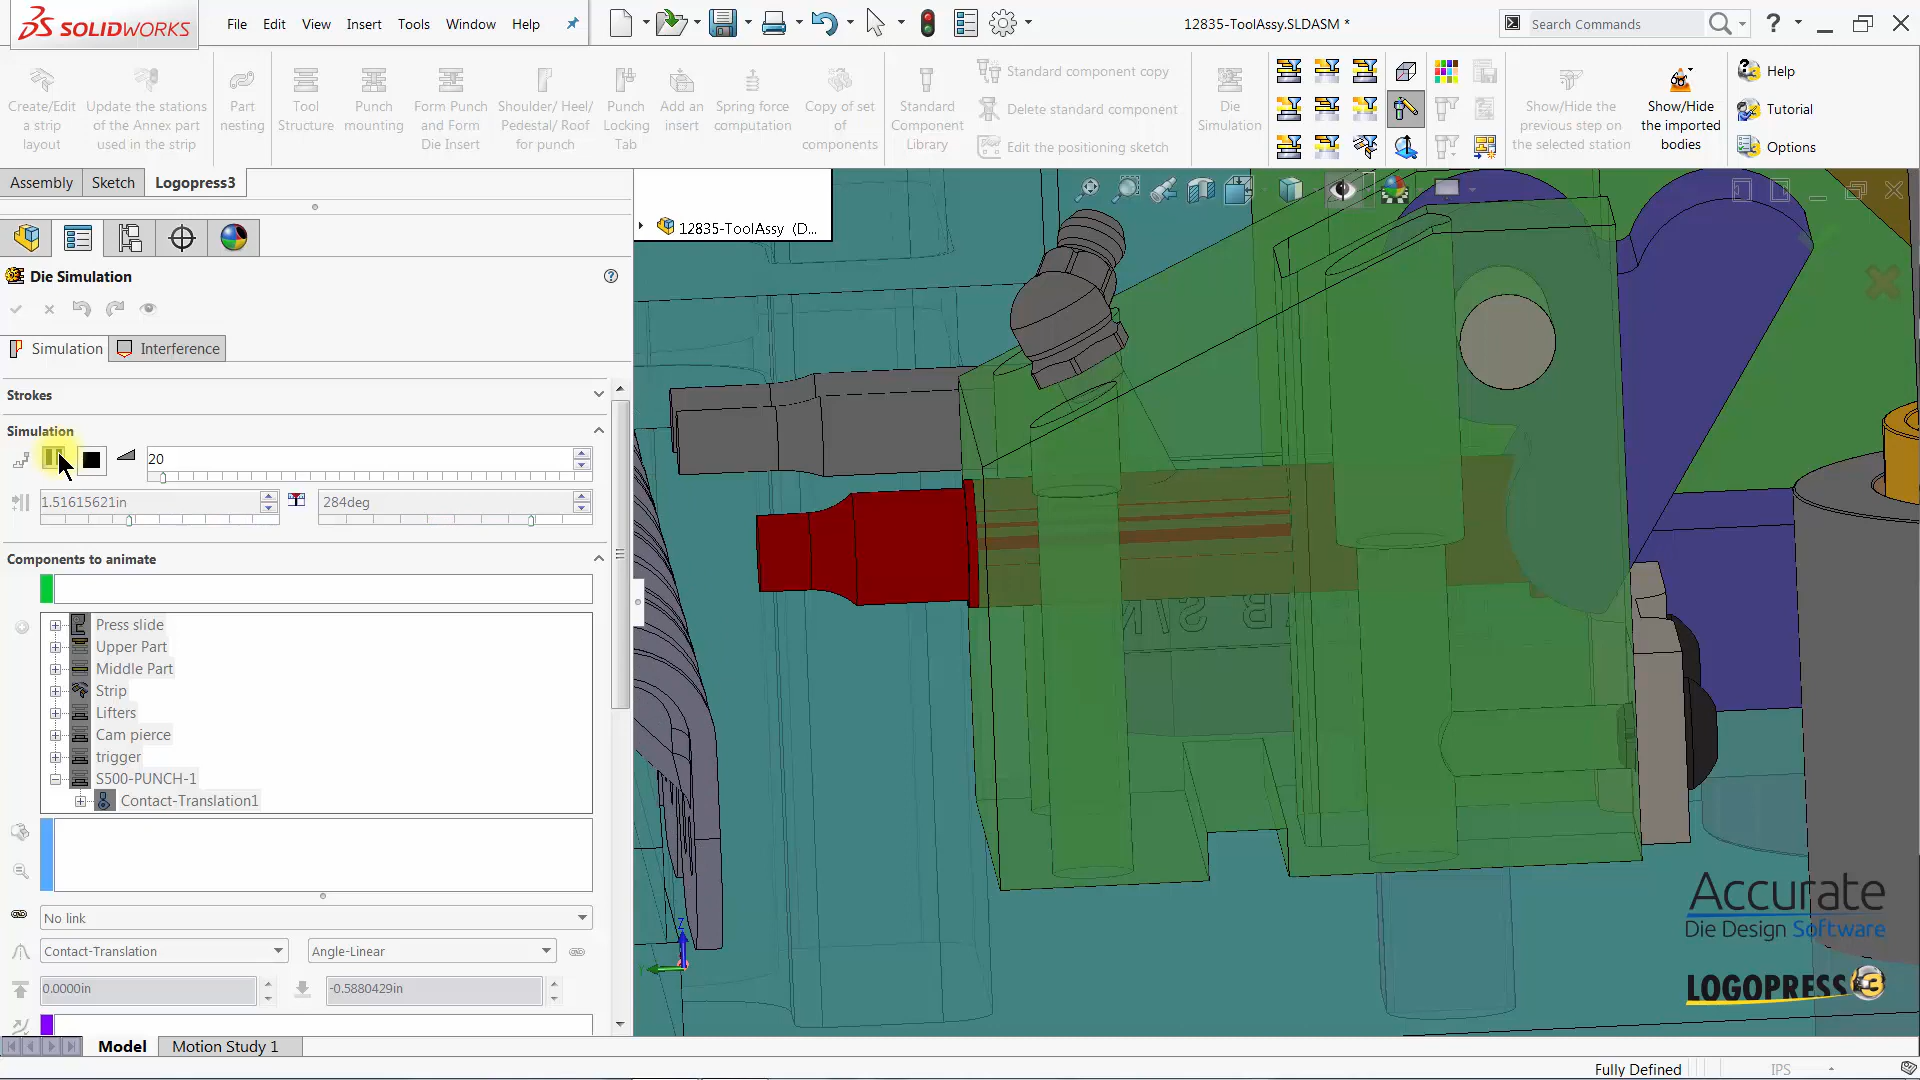 SOLIDWORKS
File Edit View Insert Tools Window Help
12835-ToolAssy.SLDASM *
Search Commands
Create/Edit a strip layout
Update the stations of the Annex part used in the strip
Part nesting
Tool Structure
Punch mounting
Form Punch and Form Die Insert
Shoulder/ Heel/ Pedestal/ Roof for punch
Punch Locking Tab
Add an insert
Spring force computation
Copy of set of components
Standard Component Library
Standard component copy
Delete standard component
Edit the positioning sketch
Die Simulation
Show/Hide the previous step on the selected station
Show/Hide the imported bodies
Help
Tutorial
Options
Assembly Sketch Logopress3
12835-ToolAssy (D...
Die Simulation
Simulation Interference
Strokes
Simulation
20
1.51615621in 284deg
Components to animate
Press slide
Upper Part
Middle Part
Strip
Lifters
Cam pierce
trigger
S500-PUNCH-1
Contact-Translation1
No link
Contact-Translation Angle-Linear
0.0000in -0.5880429in
Z
Accurate
Die Design Software
LOGOPRESS3
Model Motion Study 1
Fully Defined IPS